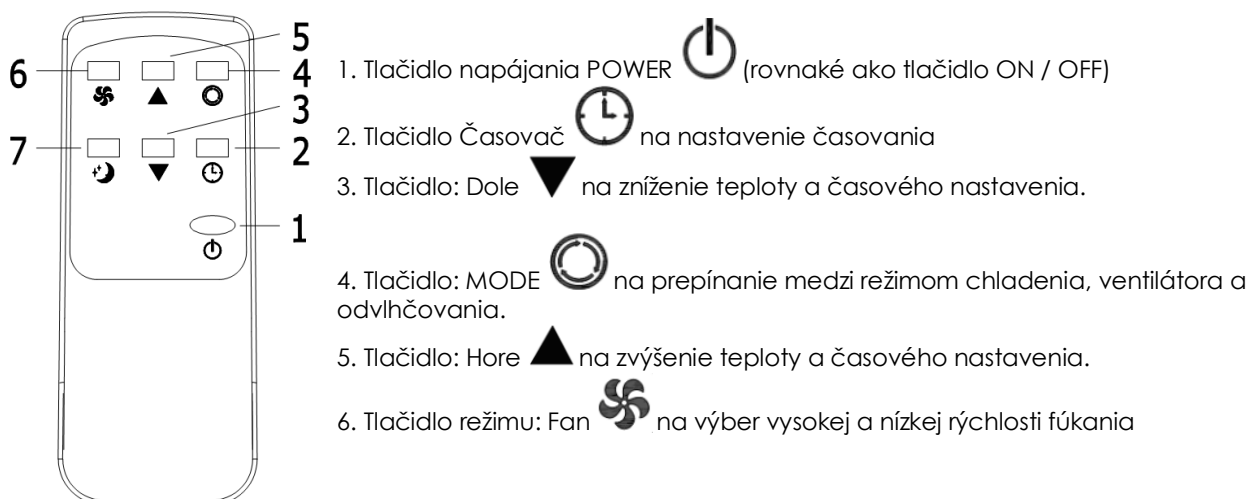 5
6
4
3
7
2
1
1. Tlačidlo napájania POWER (rovnaké ako tlačidlo ON / OFF)
2. Tlačidlo Časovač na nastavenie časovania
3. Tlačidlo: Dole na zníženie teploty a časového nastavenia.
4. Tlačidlo: MODE na prepínanie medzi režimom chladenia, ventilátora a
odvlhčovania.
5. Tlačidlo: Hore na zvýšenie teploty a časového nastavenia.
6. Tlačidlo režimu: Fan na výber vysokej a nízkej rýchlosti fúkania